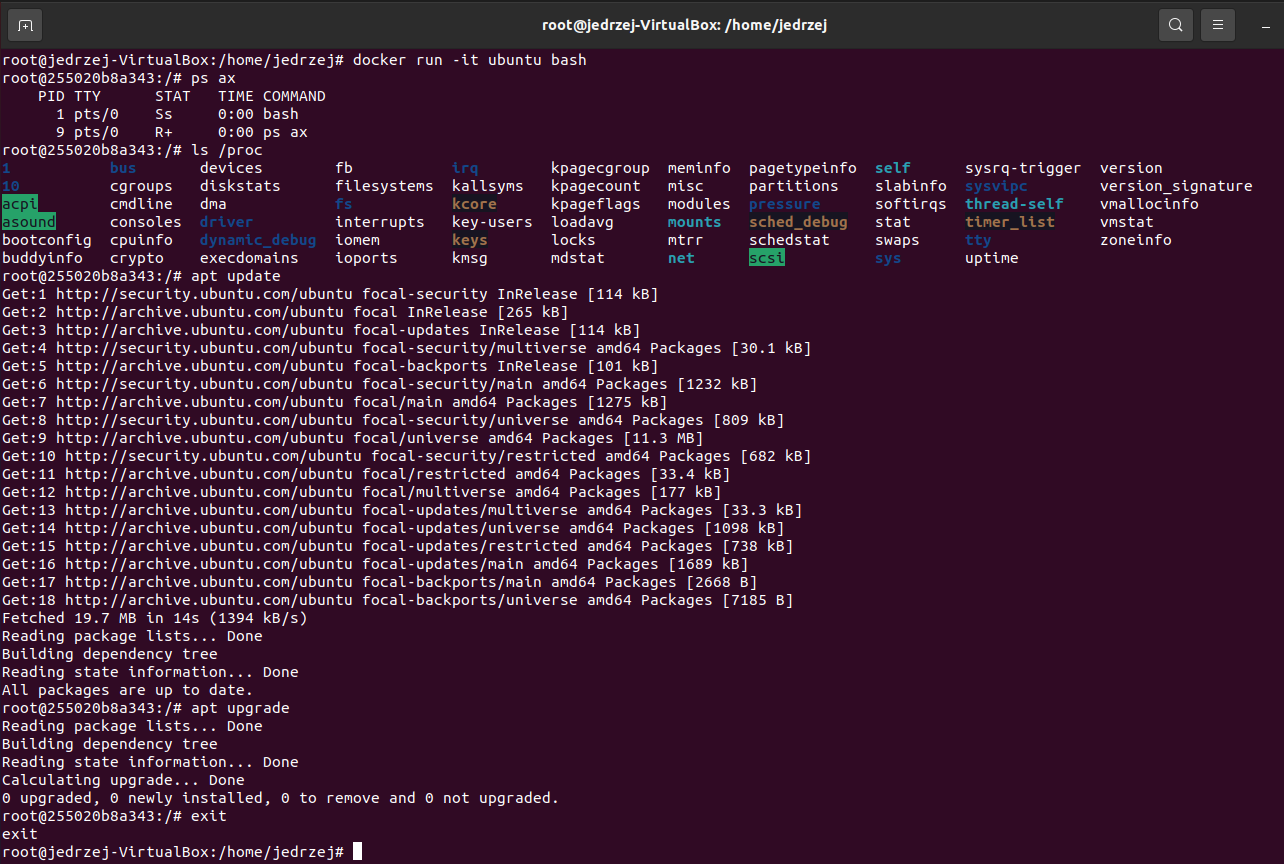 root@jedrzej-VirtualBox: /home/jedrzej
root@jedrzej-VirtualBox:/home/jedrzej# docker run -it ubuntu bash
root@255020b8a343:/# ps ax
    PID TTY      STAT   TIME COMMAND
      1 pts/0    Ss     0:00 bash
      9 pts/0    R+     0:00 ps ax
root@255020b8a343:/# ls /proc
1           bus        devices        fb           irq        kpagecgroup  meminfo  pagetypeinfo  self      sysrq-trigger  version
10          cgroups    diskstats      filesystems  kallsyms   kpagecount   misc     partitions    slabinfo  sysvipc        version_signature
acpi        cmdline    dma            fs           kcore      kpageflags   modules  pressure      softirqs  thread-self    vmallocinfo
asound      consoles   driver         interrupts   key-users  loadavg      mounts   sched_debug   stat      timer_list     vmstat
bootconfig  cpuinfo    dynamic_debug  iomem        keys       locks        mtrr     schedstat     swaps     tty            zoneinfo
buddyinfo   crypto     execdomains    ioports      kmsg       mdstat       net      scsi          sys       uptime
root@255020b8a343:/# apt update
Get:1 http://security.ubuntu.com/ubuntu focal-security InRelease [114 kB]
Get:2 http://archive.ubuntu.com/ubuntu focal InRelease [265 kB]
Get:3 http://archive.ubuntu.com/ubuntu focal-updates InRelease [114 kB]
Get:4 http://security.ubuntu.com/ubuntu focal-security/multiverse amd64 Packages [30.1 kB]
Get:5 http://archive.ubuntu.com/ubuntu focal-backports InRelease [101 kB]
Get:6 http://security.ubuntu.com/ubuntu focal-security/main amd64 Packages [1232 kB]
Get:7 http://archive.ubuntu.com/ubuntu focal/main amd64 Packages [1275 kB]
Get:8 http://security.ubuntu.com/ubuntu focal-security/universe amd64 Packages [809 kB]
Get:9 http://archive.ubuntu.com/ubuntu focal/universe amd64 Packages [11.3 MB]
Get:10 http://security.ubuntu.com/ubuntu focal-security/restricted amd64 Packages [682 kB]
Get:11 http://archive.ubuntu.com/ubuntu focal/restricted amd64 Packages [33.4 kB]
Get:12 http://archive.ubuntu.com/ubuntu focal/multiverse amd64 Packages [177 kB]
Get:13 http://archive.ubuntu.com/ubuntu focal-updates/multiverse amd64 Packages [33.3 kB]
Get:14 http://archive.ubuntu.com/ubuntu focal-updates/universe amd64 Packages [1098 kB]
Get:15 http://archive.ubuntu.com/ubuntu focal-updates/restricted amd64 Packages [738 kB]
Get:16 http://archive.ubuntu.com/ubuntu focal-updates/main amd64 Packages [1689 kB]
Get:17 http://archive.ubuntu.com/ubuntu focal-backports/main amd64 Packages [2668 B]
Get:18 http://archive.ubuntu.com/ubuntu focal-backports/universe amd64 Packages [7185 B]
Fetched 19.7 MB in 14s (1394 kB/s)
Reading package lists... Done
Building dependency tree
Reading state information... Done
All packages are up to date.
root@255020b8a343:/# apt upgrade
Reading package lists... Done
Building dependency tree
Reading state information... Done
Calculating upgrade... Done
0 upgraded, 0 newly installed, 0 to remove and 0 not upgraded.
root@255020b8a343:/# exit
exit
root@jedrzej-VirtualBox:/home/jedrzej#